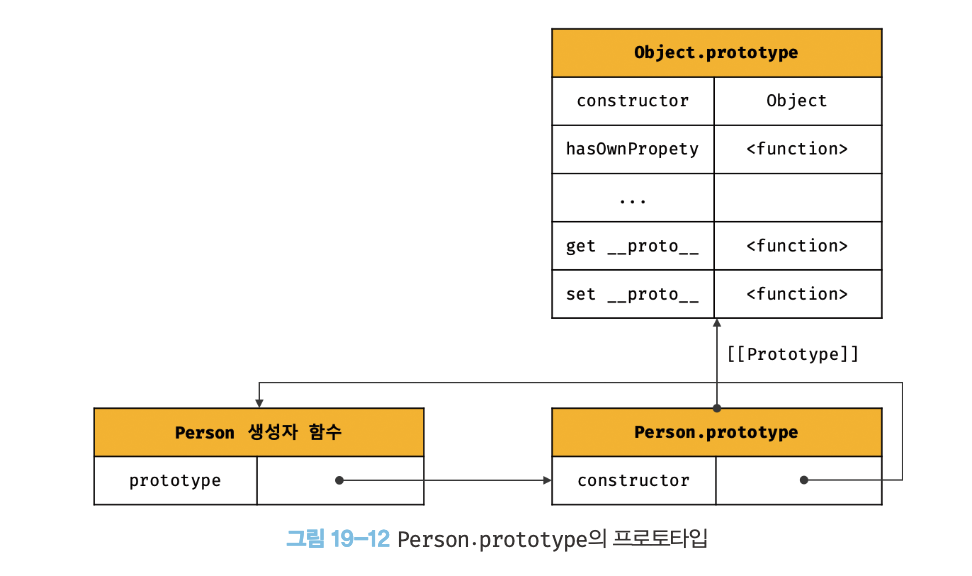 Object.prototype
constructor Object
hasOwnPropety <function>
...
get __proto__ <function>
set __proto__ <function>
[[Prototype]]
Person 생성자 함수
prototype
Person.prototype
constructor
그림 19-12 Person.prototype의 프로토타입